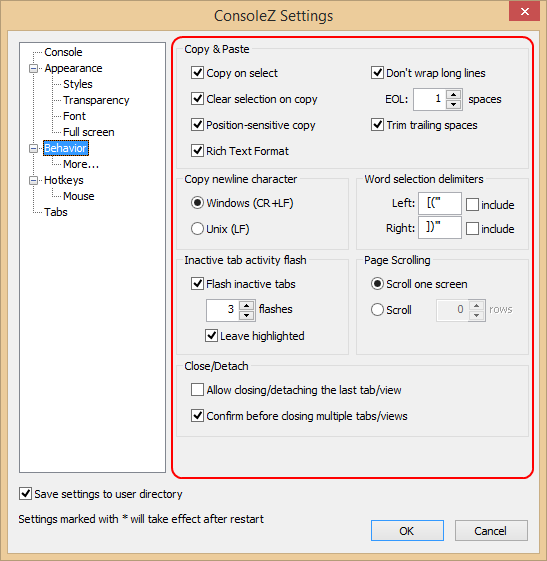 ConsoleZ Settings
Console
Appearance
Styles
Transparency
Font
Full screen
Behavior
More...
Hotkeys
Mouse
Tabs
Copy & Paste
Copy on select
Don't wrap long lines
Clear selection on copy
EOL: 1 spaces
Position-sensitive copy
Trim trailing spaces
Rich Text Format
Copy newline character
Windows (CR+LF)
Unix (LF)
Word selection delimiters
Left: [('" include
Right: ])'" include
Inactive tab activity flash
Flash inactive tabs
3 flashes
Leave highlighted
Page Scrolling
Scroll one screen
Scroll 0 rows
Close/Detach
Allow closing/detaching the last tab/view
Confirm before closing multiple tabs/views
Save settings to user directory
Settings marked with * will take effect after restart
OK
Cancel